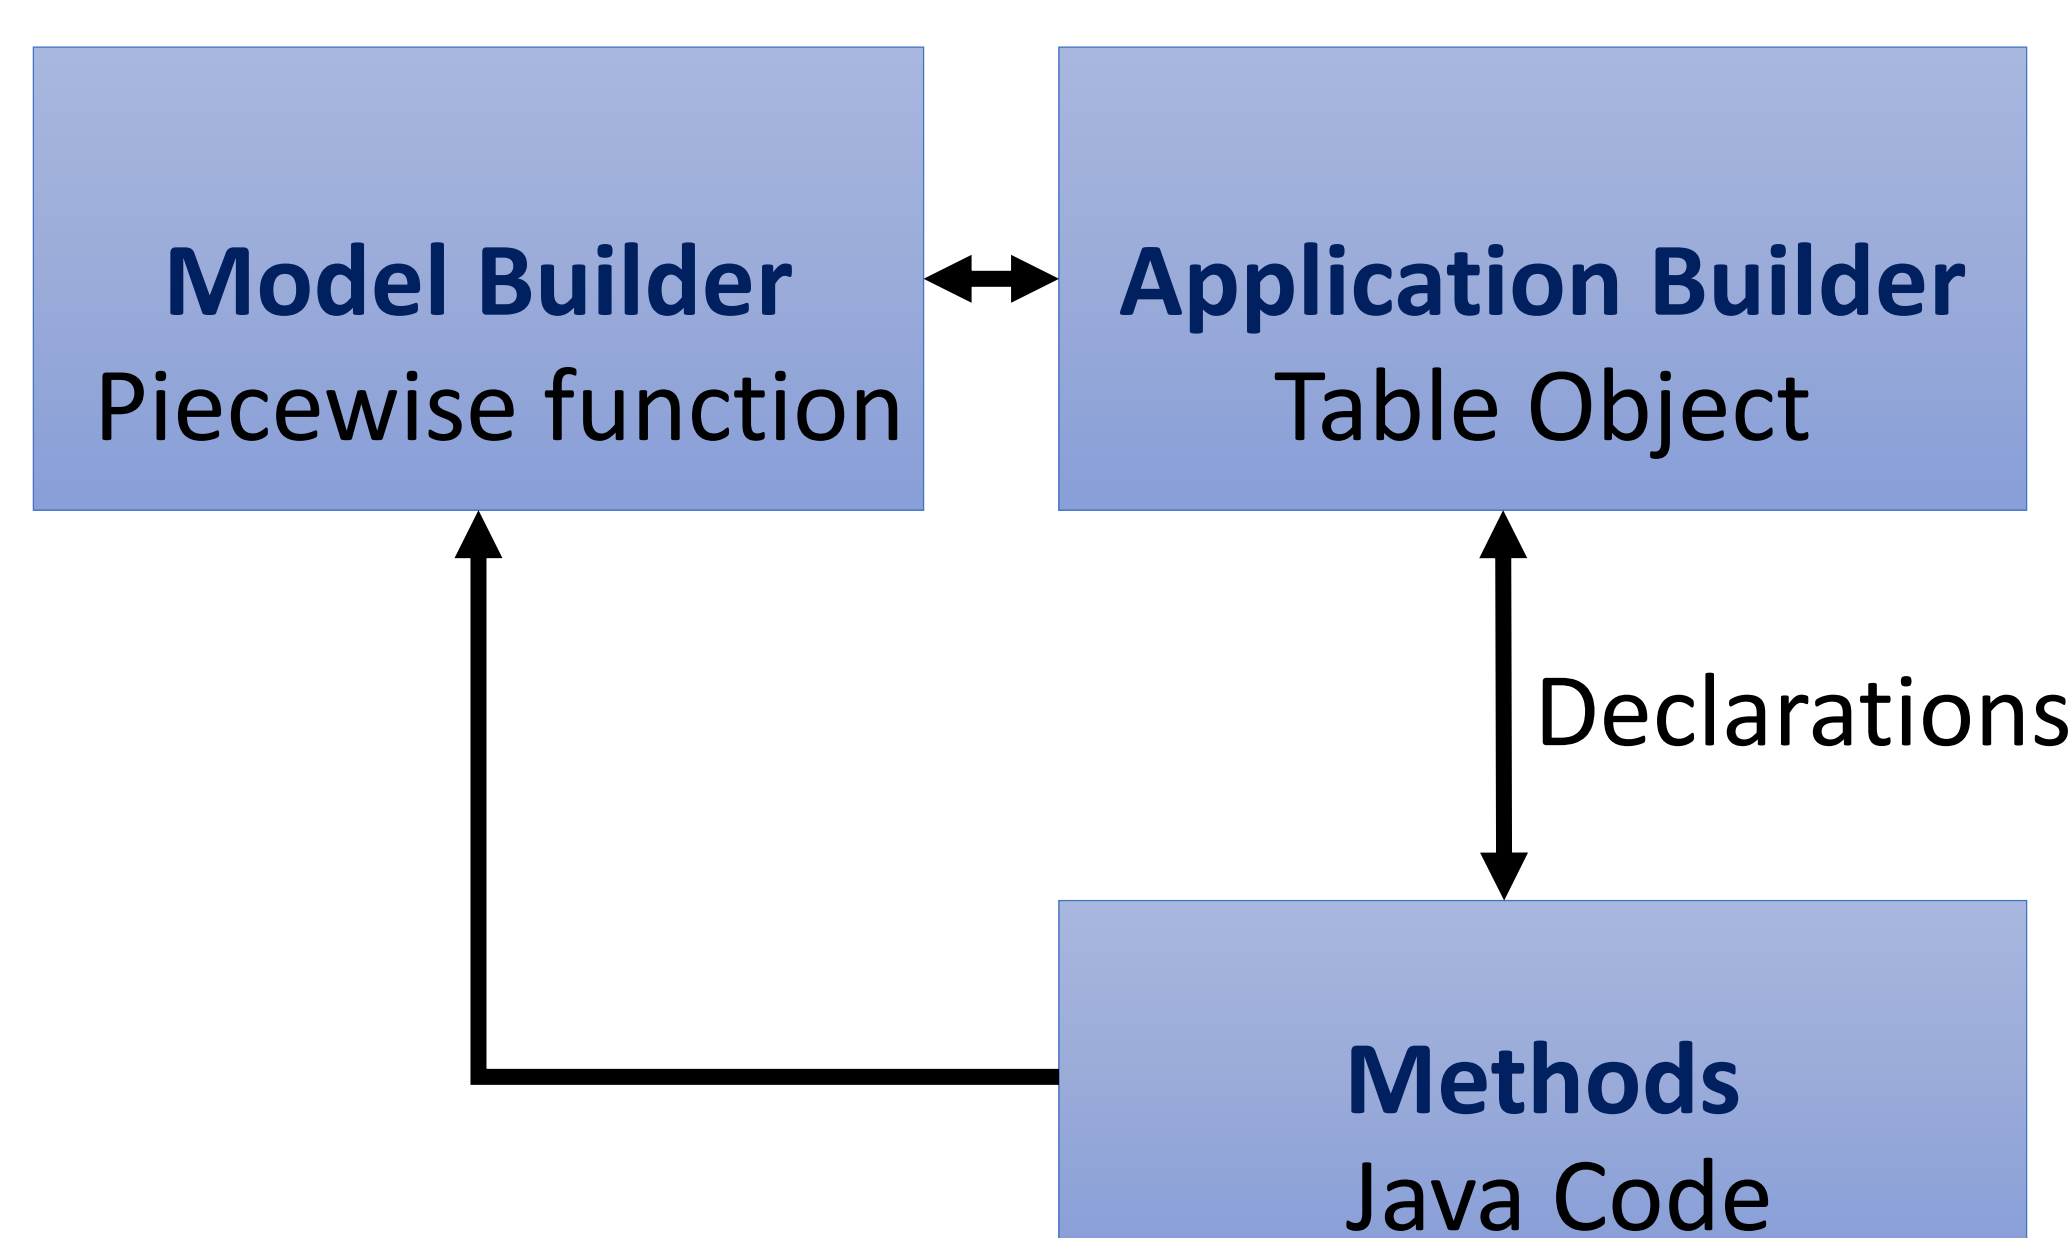 Model Builder
Piecewise function
Application Builder
Table Object
Declarations
Methods
Java Code